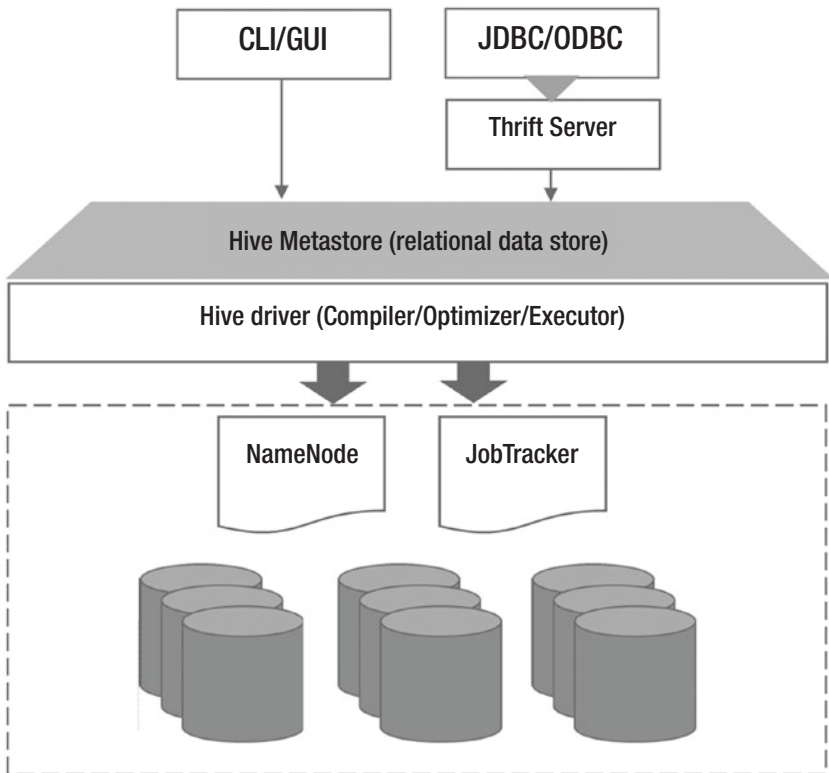 CLI/GUI
JDBC/ODBC
Thrift Server
Hive Metastore (relational data store)
Hive driver (Compiler/Optimizer/Executor)
NameNode
JobTracker